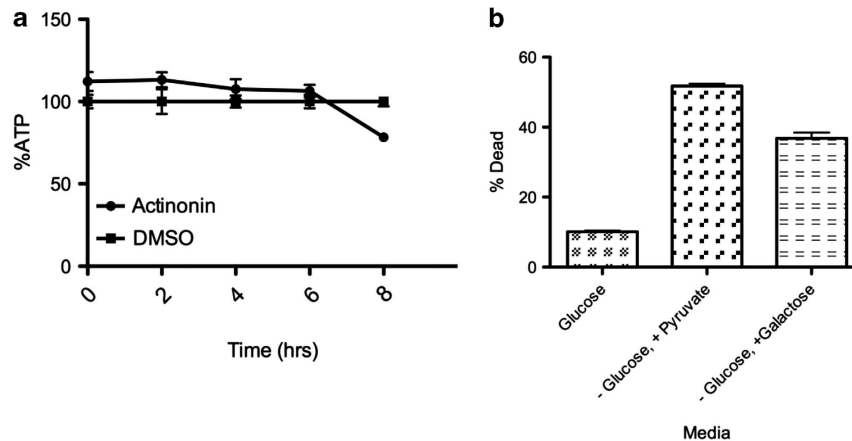 a
150
100
50
0
%ATP
Actinonin
DMSO
0 2 4 6 8
Time (hrs)
b
60
40
20
0
% Dead
Glucose
- Glucose, + Pyruvate
- Glucose, +Galactose
Media